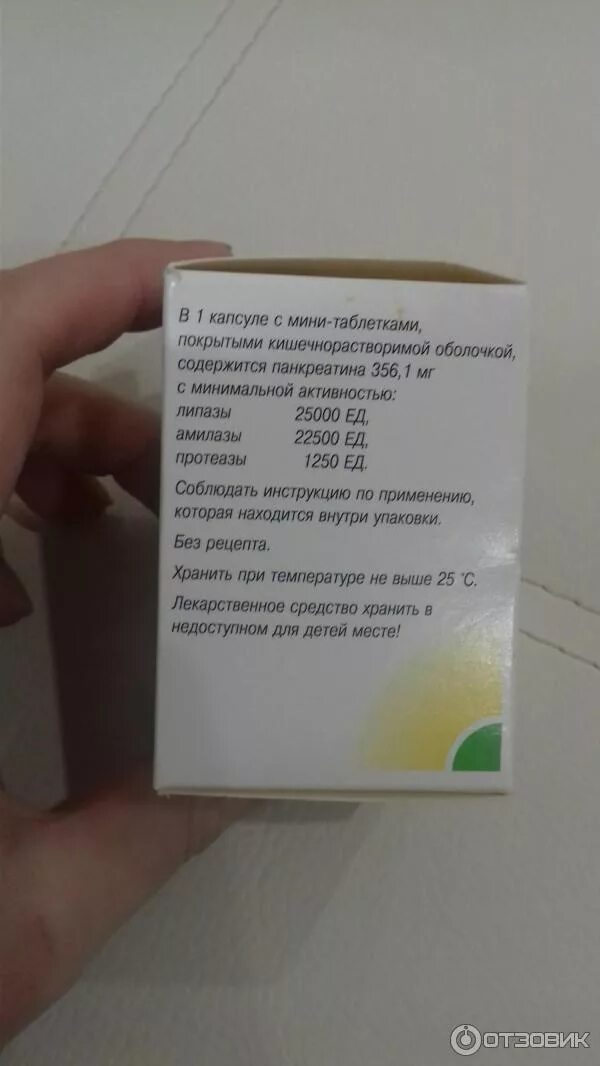 В 1 капсуле с мини-таблетками,
покрытыми кишечнорастворимой оболочкой,
содержится панкреатина 356,1 мг
с минимальной активностью:
липазы 25000 ЕД,
амилазы 22500 ЕД,
протеазы 1250 ЕД.
Соблюдать инструкцию по применению,
которая находится внутри упаковки.
Без рецепта.
Хранить при температуре не выше 25 °С.
Лекарственное средство хранить в
недоступном для детей месте!
ОТЗОВИК